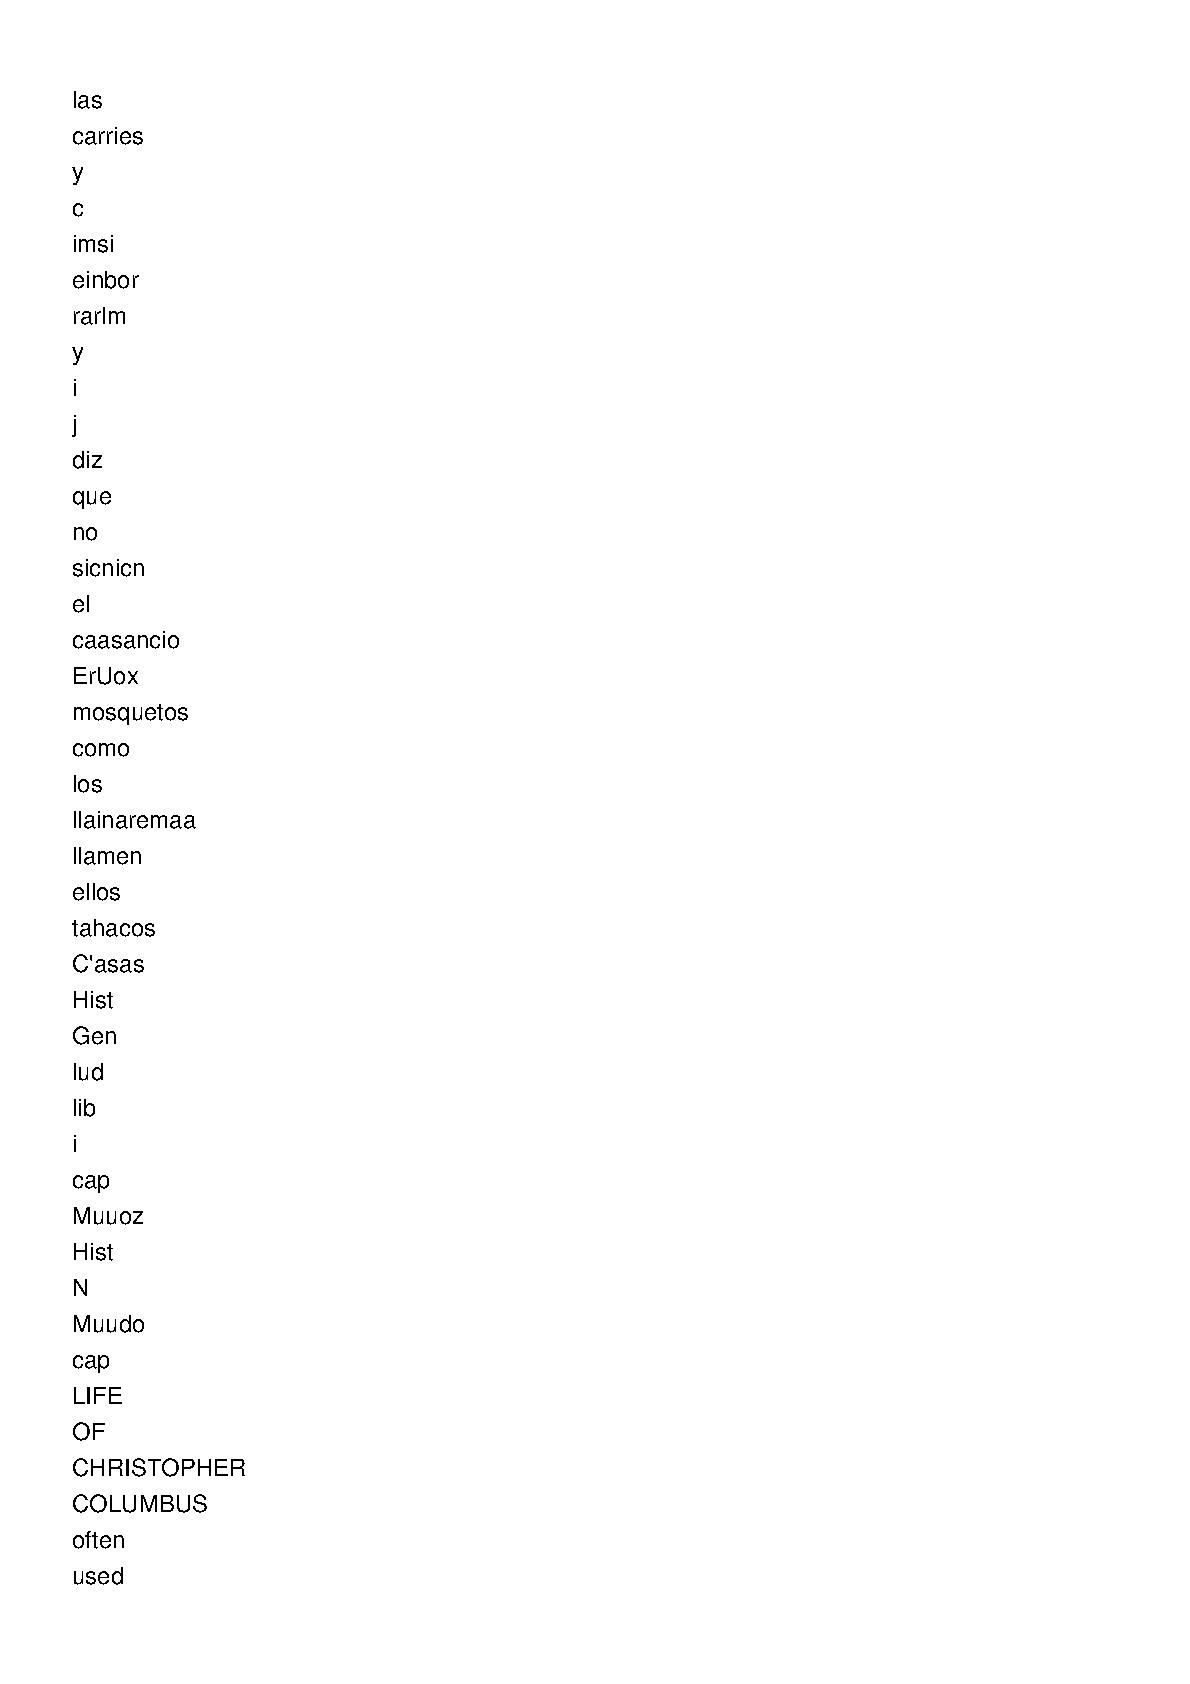 las
carries
y
c
imsi
einbor
rarlm
y
i
j
diz
que
no
sicnicn
el
caasancio
ErUox
mosquetos
como
los
llainaremaa
llamen
ellos
tahacos
C'asas
Hist
Gen
lud
lib
i
cap
Muuoz
Hist
N
Muudo
cap
LIFE
OF
CHRISTOPHER
COLUMBUS
often
used